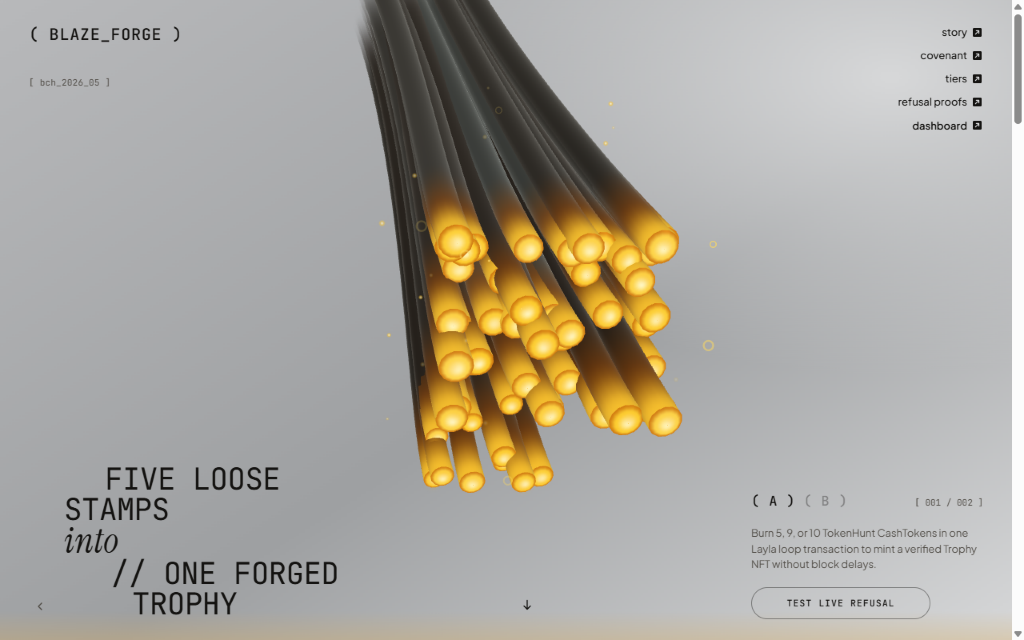 ( BLAZE_FORGE )
[ bch_2026_05 ]
story
covenant
tiers
refusal proofs
dashboard
FIVE LOOSE
STAMPS
into
// ONE FORGED
TROPHY
( A ) ( B )
[ 001 / 002 ]
Burn 5, 9, or 10 TokenHunt CashTokens in one
Layla loop transaction to mint a verified Trophy
NFT without block delays.
TEST LIVE REFUSAL